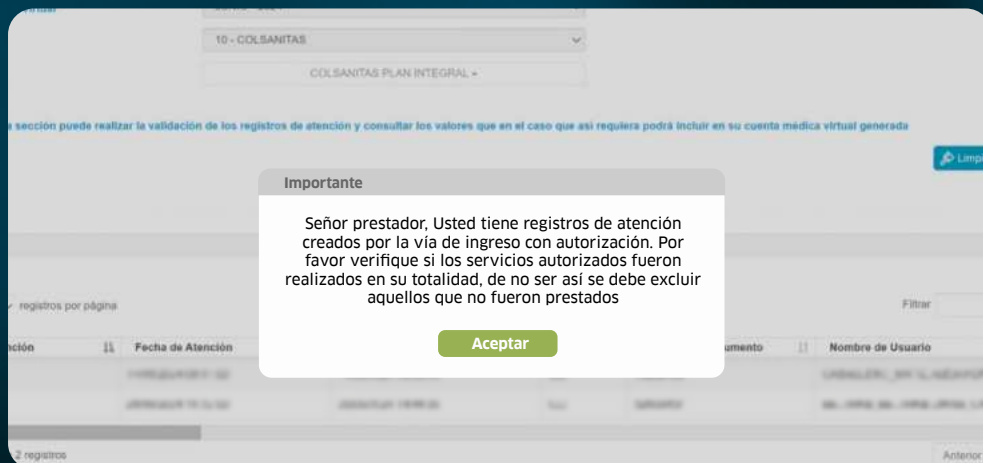 10 - COLSANITAS
COLSANITAS PLAN INTEGRAL
sección puede realizar la validación de los registros de atención y consultar los valores que en el caso que así requiera podrá incluir en su cuenta médica virtual generada
Importante
Señor prestador, Usted tiene registros de atención
creados por la vía de ingreso con autorización. Por
favor verifique si los servicios autorizados fueron
realizados en su totalidad, de no ser así se debe excluir
aquellos que no fueron prestados
registros por página
Filtrar
Aceptar
Fecha de Atención
Nombre de Usuario
2 registros
Anterior